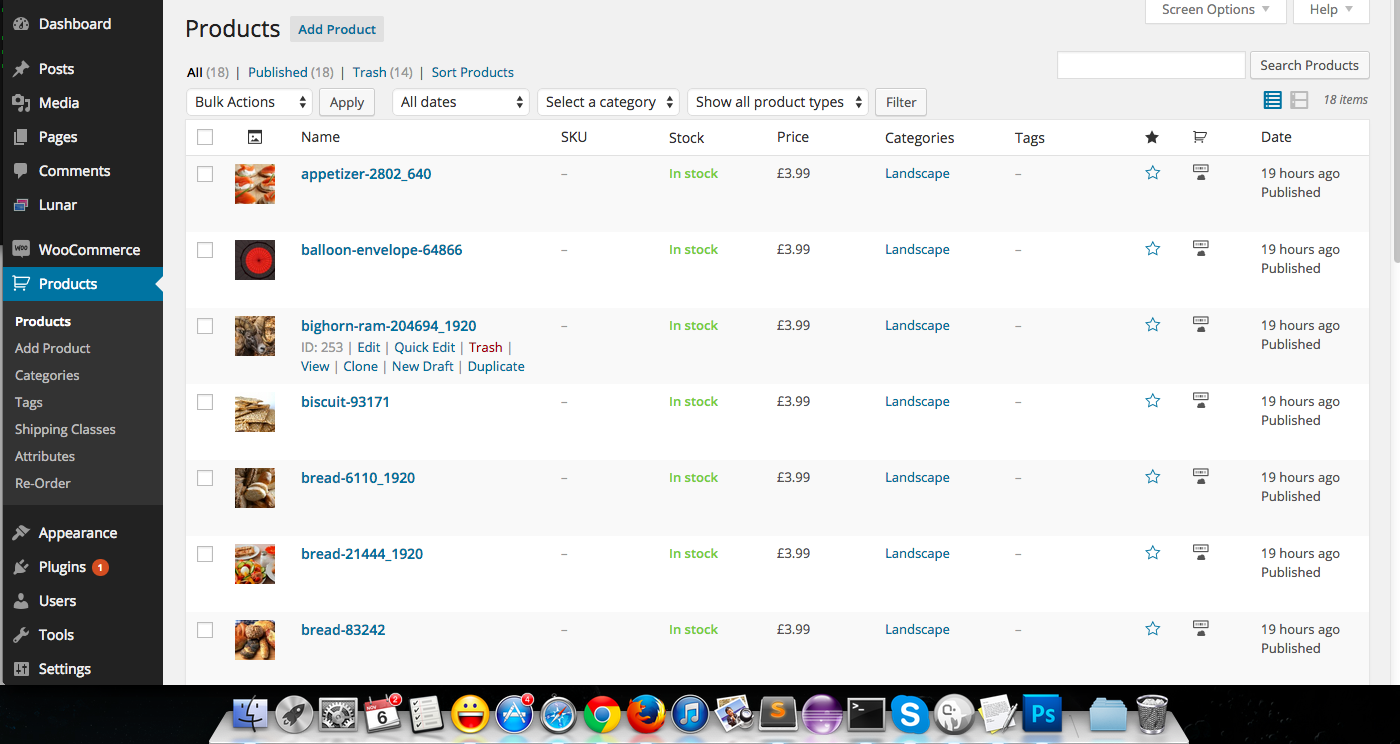 Dashboard
Posts
Media
Pages
Comments
Lunar
WOO WooCommerce
Products
Products
Add Product
Categories
Tags
Shipping Classes
Attributes
Re-Order
Appearance
Plugins 1
Users
Tools
Settings
Screen Options Help
Products Add Product
All (18) | Published (18) | Trash (14) | Sort Products
Search Products
Bulk Actions Apply All dates Select a category Show all product types Filter 18 items
Name SKU Stock Price Categories Tags Date
appetizer-2802_640 – In stock £3.99 Landscape – 19 hours ago
Published
balloon-envelope-64866 – In stock £3.99 Landscape – 19 hours ago
Published
bighorn-ram-204694_1920 – In stock £3.99 Landscape – 19 hours ago
ID: 253 | Edit | Quick Edit | Trash | Published
View | Clone | New Draft | Duplicate
biscuit-93171 – In stock £3.99 Landscape – 19 hours ago
Published
bread-6110_1920 – In stock £3.99 Landscape – 19 hours ago
Published
bread-21444_1920 – In stock £3.99 Landscape – 19 hours ago
Published
bread-83242 – In stock £3.99 Landscape – 19 hours ago
Published
NOV 2
6
4
S
>_
S
Ps